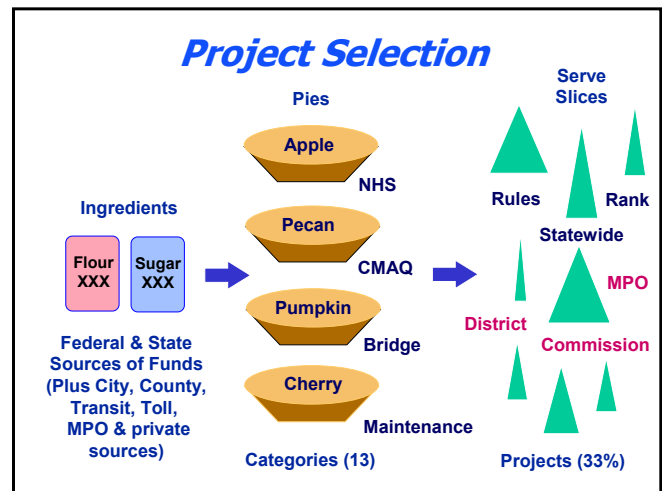 Project Selection
Ingredients
Flour
XXX
Sugar
XXX
Federal & State
Sources of Funds
(Plus City, County,
Transit, Toll,
MPO & private
sources)
Pies
Apple
NHS
Pecan
CMAQ
Pumpkin
Bridge
Cherry
Maintenance
Categories (13)
Serve
Slices
Rules
Rank
Statewide
MPO
District
Commission
Projects (33%)